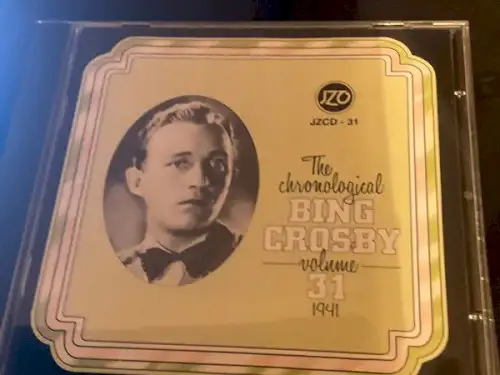 JZO
JZCD - 31
The
chronological
BING
CROSBY
volume
31
1941